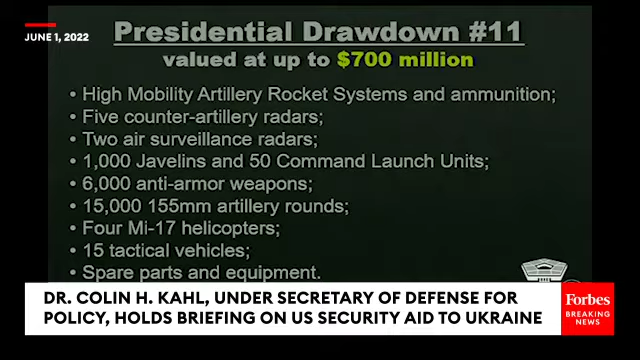 JUNE 1, 2022
Presidential Drawdown #11
valued at up to $700 million
• High Mobility Artillery Rocket Systems and ammunition;
• Five counter-artillery radars;
• Two air surveillance radars;
• 1,000 Javelins and 50 Command Launch Units;
• 6,000 anti-armor weapons;
• 15,000 155mm artillery rounds;
• Four Mi-17 helicopters;
• 15 tactical vehicles;
• Spare parts and equipment.
DR. COLIN H. KAHL, UNDER SECRETARY OF DEFENSE FOR
POLICY, HOLDS BRIEFING ON US SECURITY AID TO UKRAINE
Forbes
BREAKING
NEWS